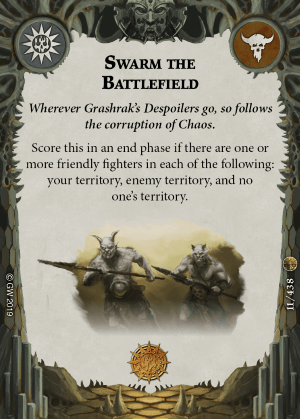 Swarm the
Battlefield
Wherever Grashrak's Despoilers go, so follows
the corruption of Chaos.
Score this in an end phase if there are one or
more friendly fighters in each of the following:
your territory, enemy territory, and no
one's territory.
© GW 2019
11/438